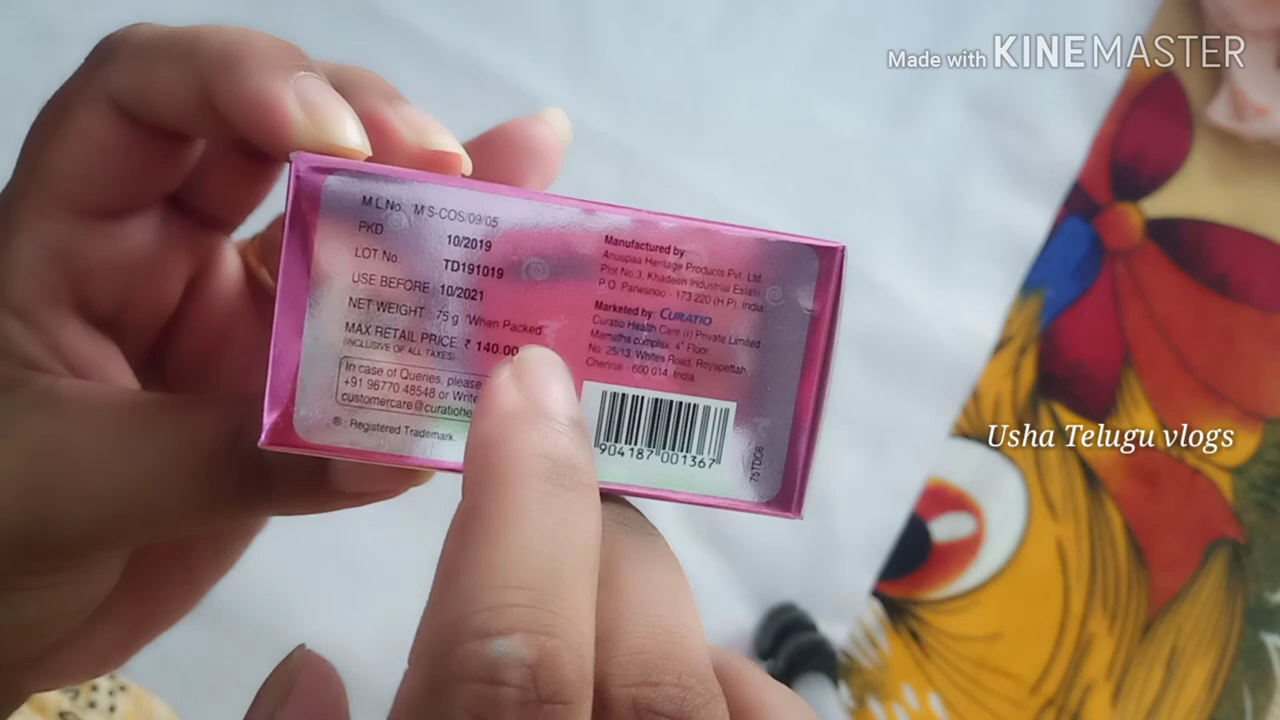 Made with KINEMASTER
M.L.No. M'S-COS/09/05
PKD 10/2019
LOT No. TD191019
USE BEFORE : 10/2021
NET WEIGHT : 75 g 'When Packed'
MAX RETAIL PRICE: ₹ 140.00
(INCLUSIVE OF ALL TAXES)
In case of Queries, please
+91 96770 48548 or Write
customercare@curatiohe
® : Registered Trademark
Manufactured by:
Anuspaa Heritage Products Pvt. Ltd.
Plot No.3, Khadeen Industrial Estate,
P.O. Parwanoo - 173 220 (H.P). India.
Marketed by: CURATIO
Curatio Health Care (I) Private Limited
Mamatha complex, 4th Floor,
No. 25/13, Whites Road, Royapettah,
Chennai - 600 014, India.
904187 001367
75TDC6
Usha Telugu vlogs